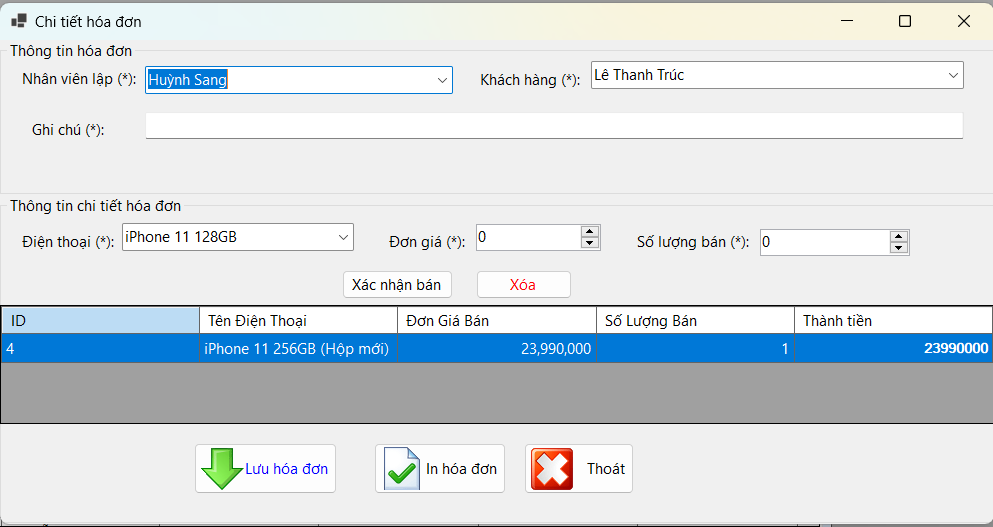 Chi tiết hóa đơn
Thông tin hóa đơn
Nhân viên lập (*): Huỳnh Sang Khách hàng (*): Lê Thanh Trúc
Ghi chú (*):
Thông tin chi tiết hóa đơn
Điện thoại (*): iPhone 11 128GB Đơn giá (*): 0 Số lượng bán (*): 0
Xác nhận bán Xóa
ID Tên Điện Thoại Đơn Giá Bán Số Lượng Bán Thành tiền
4 iPhone 11 256GB (Hộp mới) 23,990,000 1 23990000
Lưu hóa đơn In hóa đơn Thoát